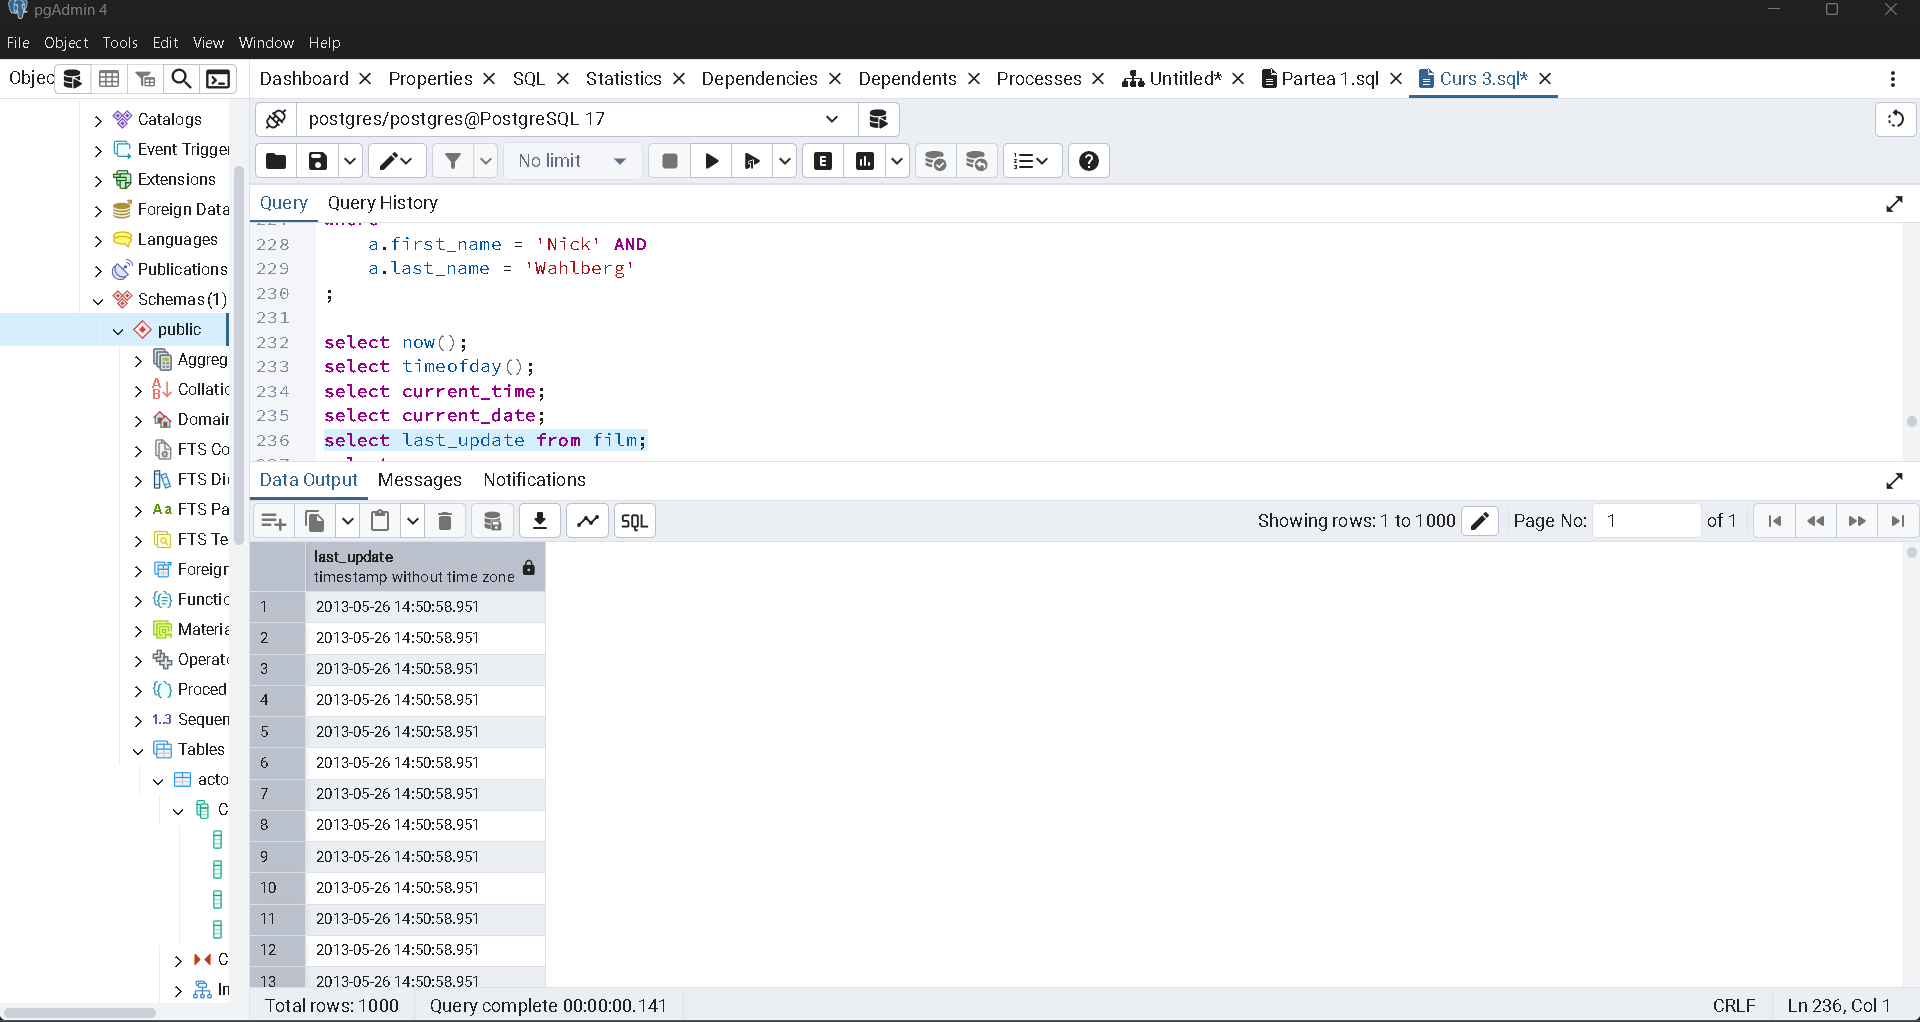 pgAdmin 4
File Object Tools Edit View Window Help
Objec
Dashboard Properties SQL Statistics Dependencies Dependents Processes Untitled* Partea 1.sql Curs 3.sql*
postgres/postgres@PostgreSQL 17
No limit
E
Query Query History
228 a.first_name = 'Nick' AND
229 a.last_name = 'Wahlberg'
230 ;
231
232 select now();
233 select timeofday();
234 select current_time;
235 select current_date;
236 select last_update from film;
Catalogs
Event Trigger
Extensions
Foreign Data
Languages
Publications
Schemas (1)
public
Aggreg
Collatio
Domain
FTS Co
FTS Di
Aa FTS Pa
FTS Te
Foreign
Functio
Materia
Operato
Proced
1..3 Sequen
Tables
acto
C
C
In
Data Output Messages Notifications
SQL
Showing rows: 1 to 1000 Page No: 1 of 1
last_update
timestamp without time zone
1 2013-05-26 14:50:58.951
2 2013-05-26 14:50:58.951
3 2013-05-26 14:50:58.951
4 2013-05-26 14:50:58.951
5 2013-05-26 14:50:58.951
6 2013-05-26 14:50:58.951
7 2013-05-26 14:50:58.951
8 2013-05-26 14:50:58.951
9 2013-05-26 14:50:58.951
10 2013-05-26 14:50:58.951
11 2013-05-26 14:50:58.951
12 2013-05-26 14:50:58.951
13 2013-05-26 14:50:58.951
Total rows: 1000 Query complete 00:00:00.141 CRLF Ln 236, Col 1